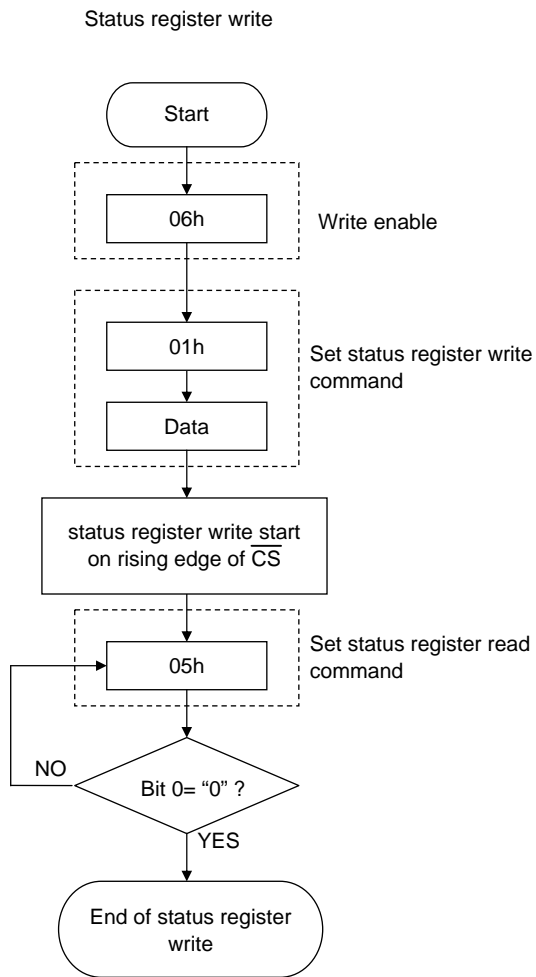 Status register write
Start
06h
Write enable
01h
Set status register write
command
Data
status register write start
on rising edge of C̅S̅
05h
Set status register read
command
NO
Bit 0= “0” ?
YES
End of status register
write